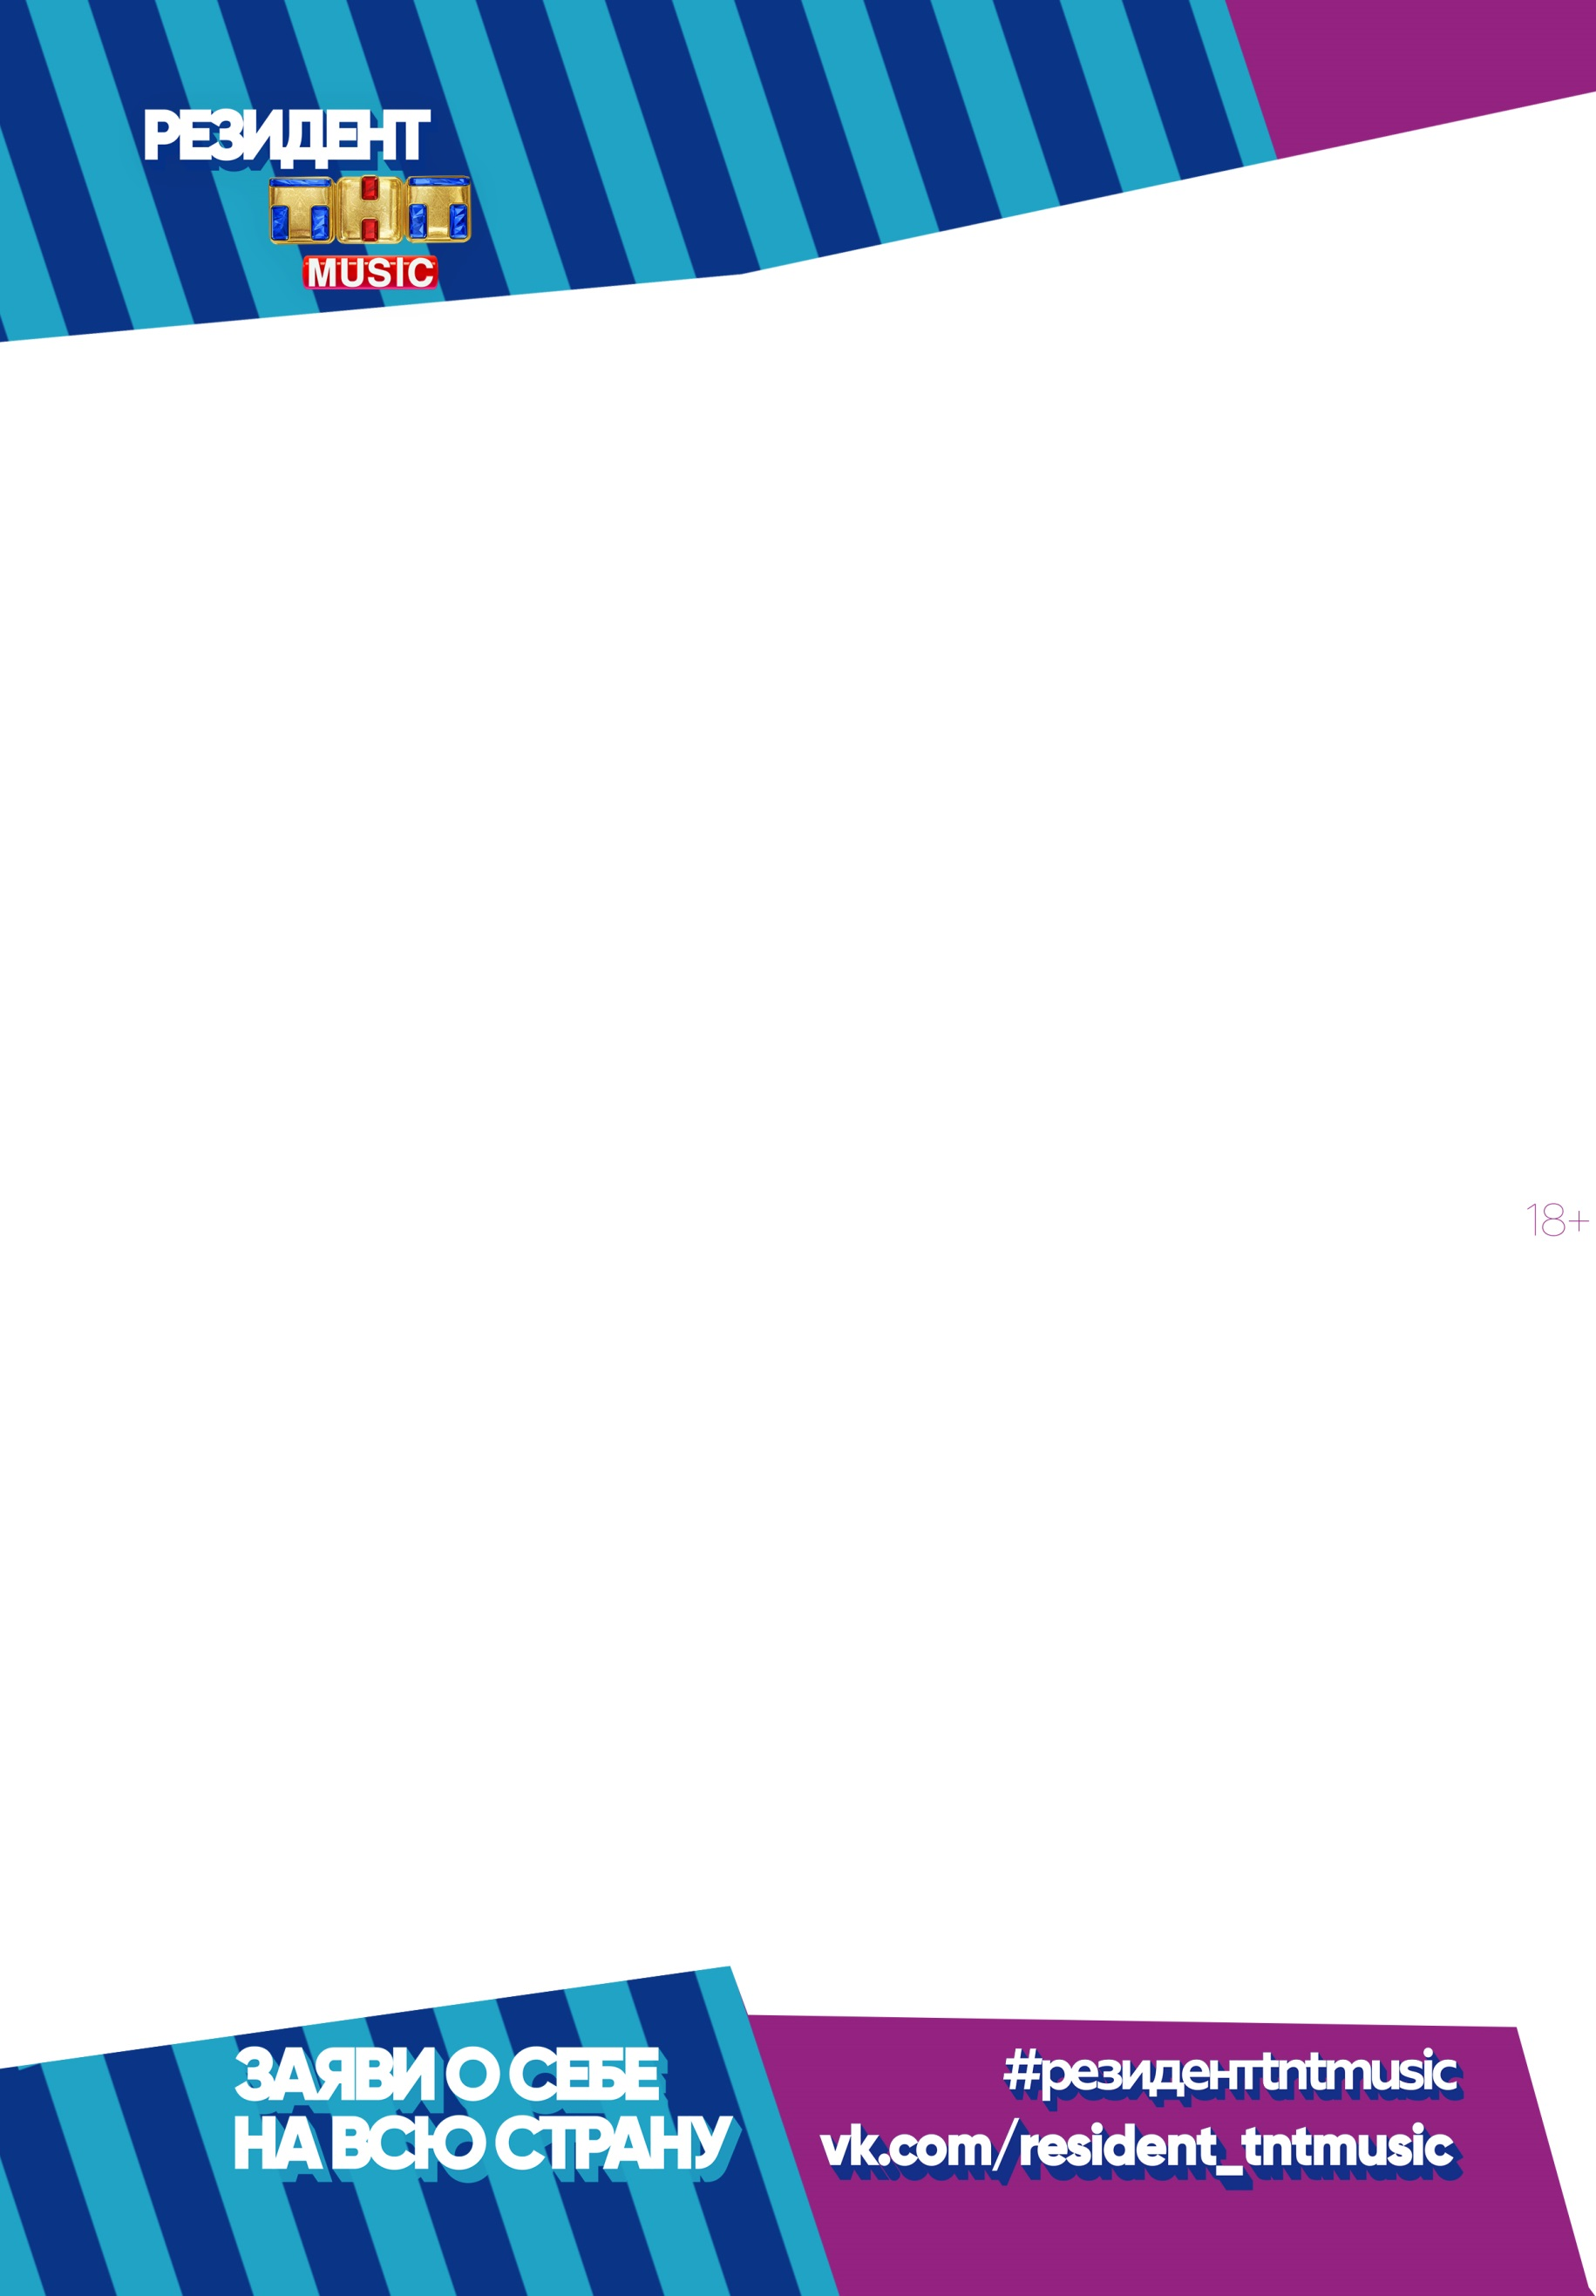 РЕЗИДЕНТ
ТНТ
MUSIC
18+
ЗАЯВИ О СЕБЕ
НА ВСЮ СТРАНУ
#резидентtntmusic
vk.com/resident_tntmusic